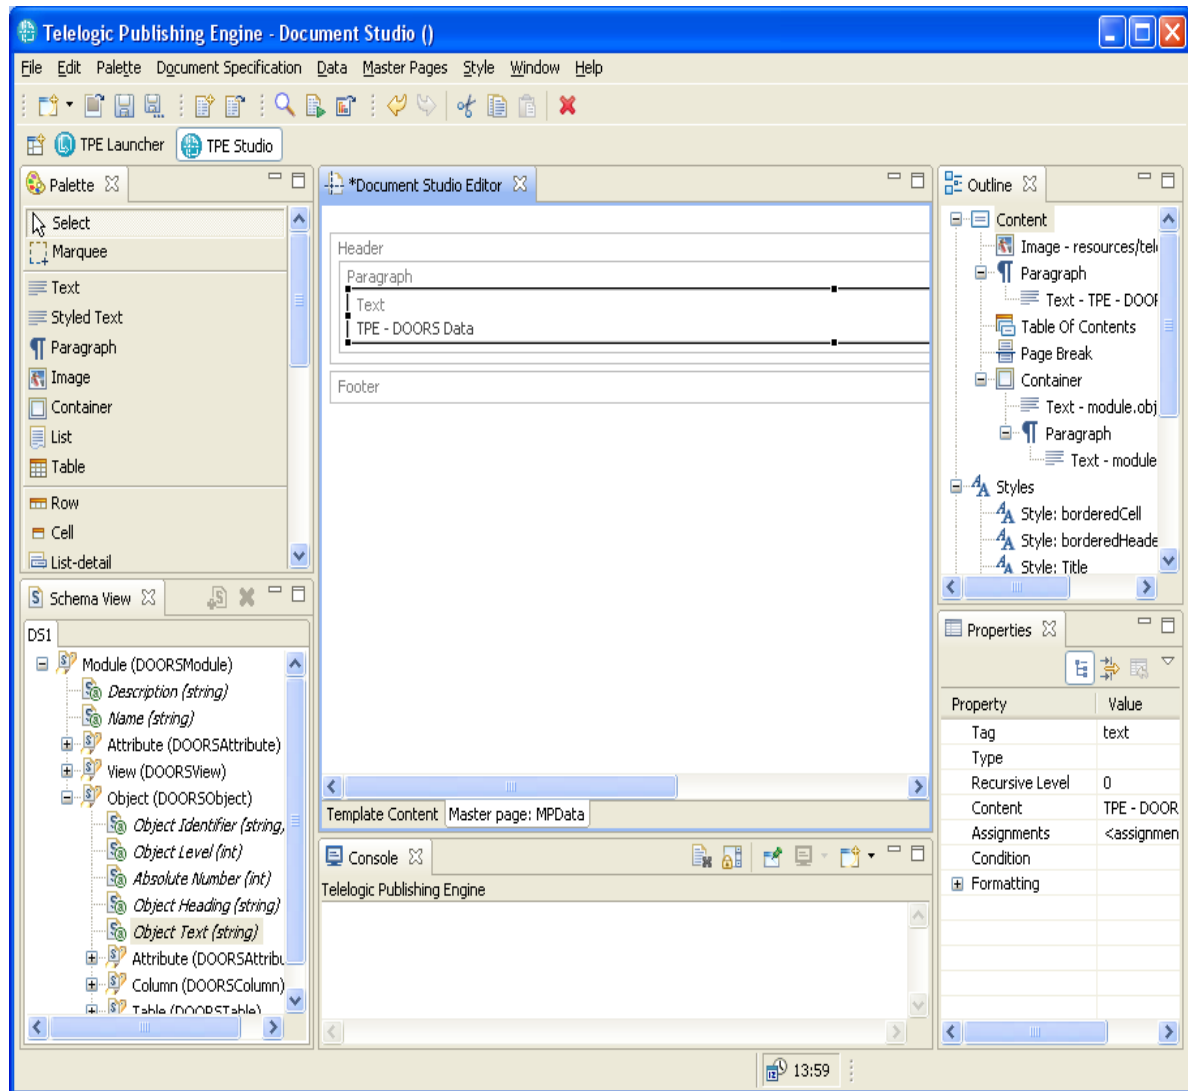 Telelogic Publishing Engine - Document Studio ()
File Edit Palette Document Specification Data Master Pages Style Window Help
TPE Launcher TPE Studio
Palette
Select
Marquee
Text
Styled Text
Paragraph
Image
Container
List
Table
Row
Cell
List-detail
*Document Studio Editor
Header
Paragraph
Text
TPE - DOORS Data
Footer
Template Content Master page: MPData
Outline
Content
Image - resources/tele
Paragraph
Text - TPE - DOOR
Table Of Contents
Page Break
Container
Text - module.obj
Paragraph
Text - module
Styles
Style: borderedCell
Style: borderedHeade
Style: Title
Schema View
DS1
Module (DOORSModule)
Description (string)
Name (string)
Attribute (DOORSAttribute)
View (DOORSView)
Object (DOORSObject)
Object Identifier (string,
Object Level (int)
Absolute Number (int)
Object Heading (string)
Object Text (string)
Attribute (DOORSAttribu
Column (DOORSColumn)
Table (DOORSTable)
Console
Telelogic Publishing Engine
Properties
Property Value
Tag text
Type
Recursive Level 0
Content TPE - DOOR
Assignments <assignmen
Condition
Formatting
13:59